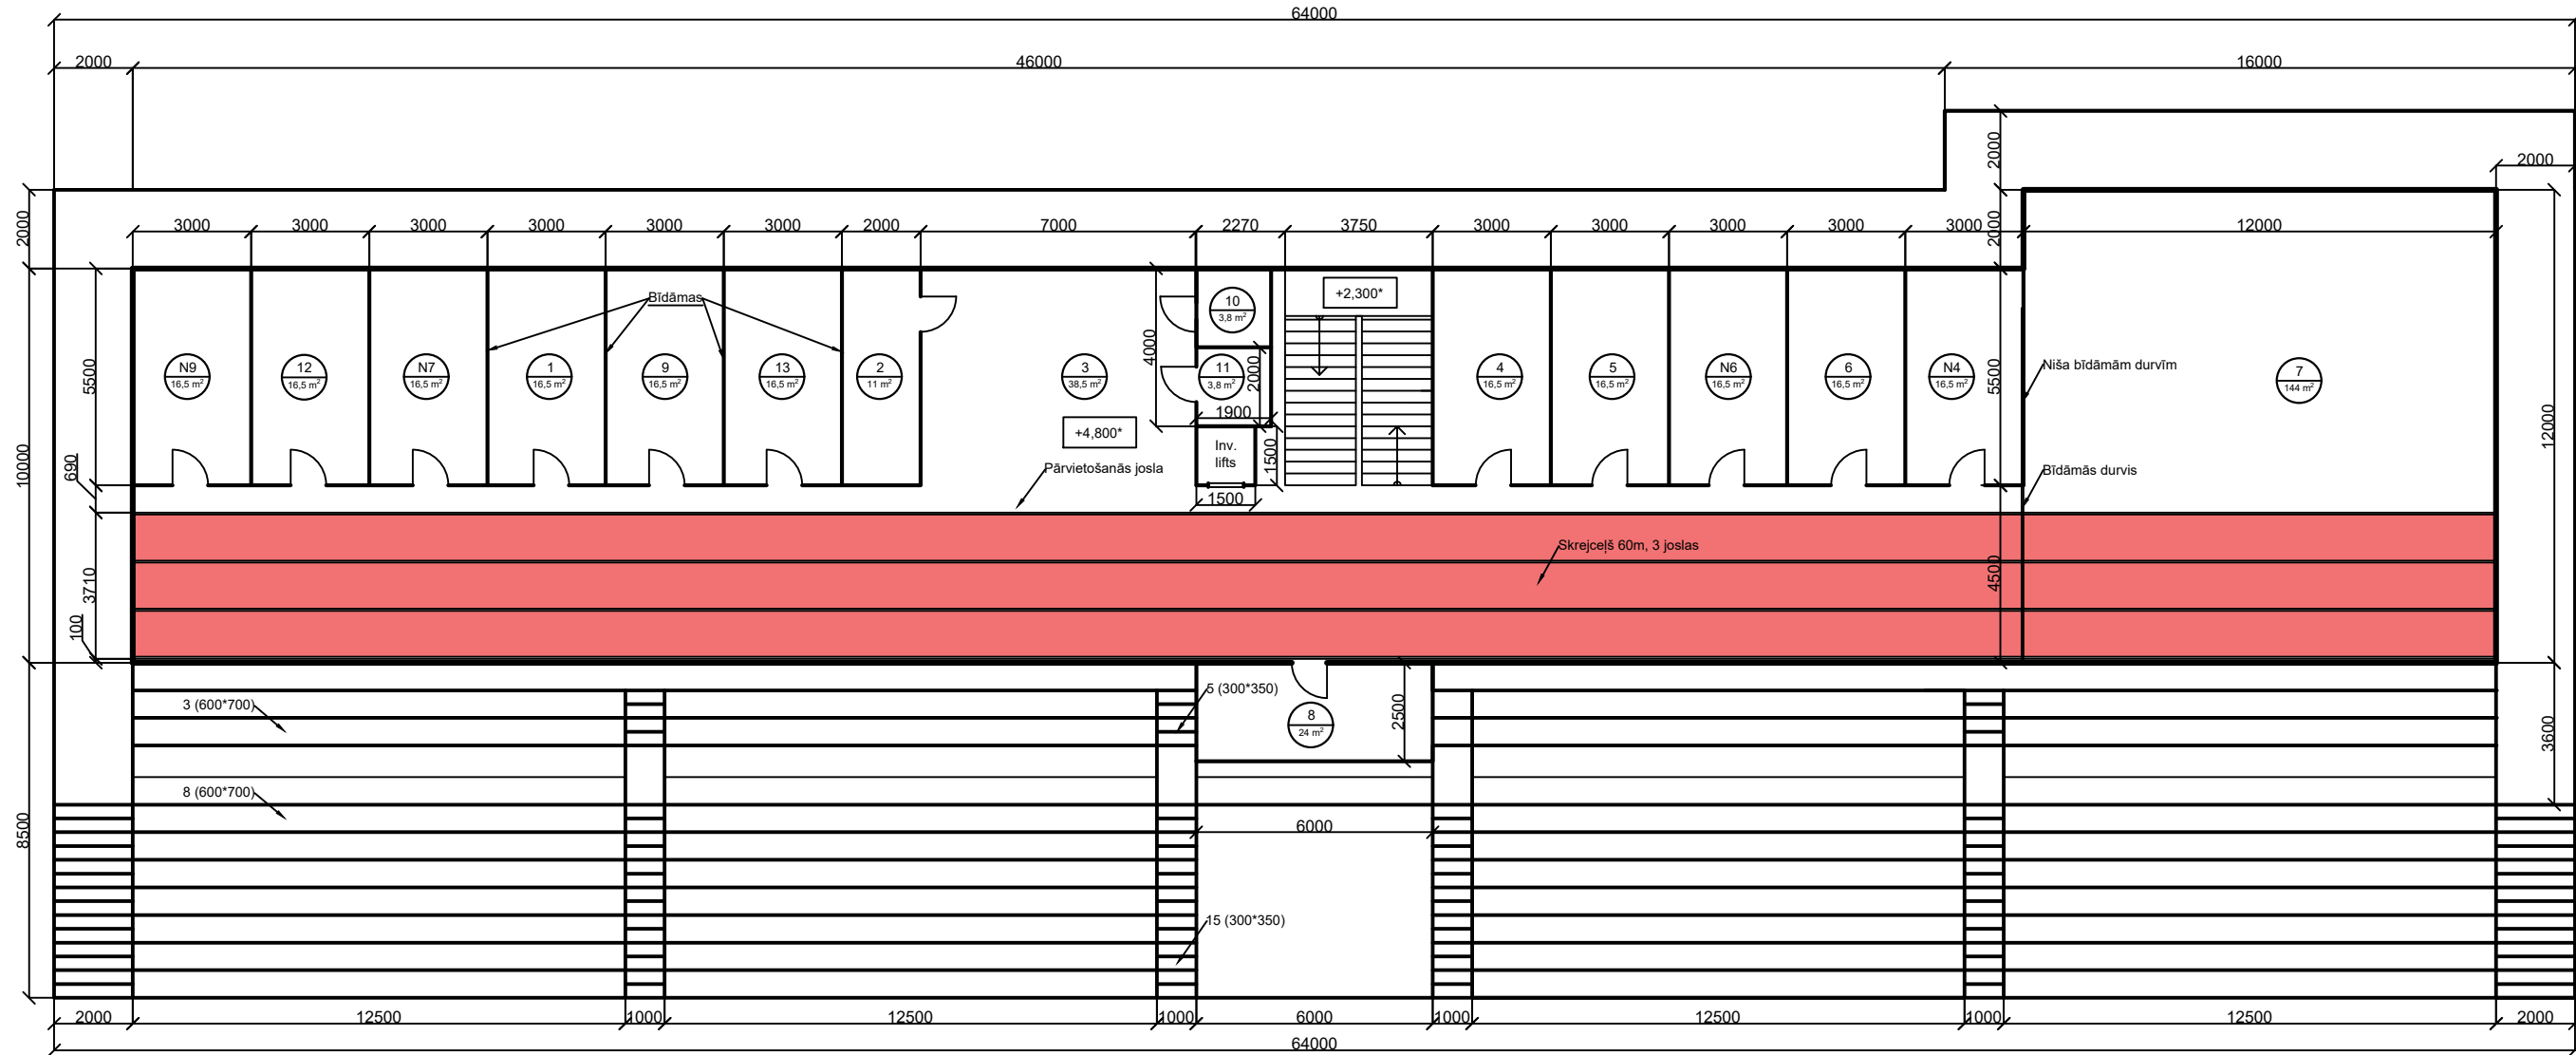 64000
2000
46000
16000
2000
2000
2000
3000
3000
3000
3000
3000
3000
2000
7000
2270
3750
3000
3000
3000
3000
3000
2000
12000
Bīdāmas
+2,300*
10
3,8 m²
4000
5500
N9
16,5 m²
12
16,5 m²
N7
16,5 m²
1
16,5 m²
9
16,5 m²
13
16,5 m²
2
11 m²
3
38,5 m²
11
3,8 m²
2000
4
16,5 m²
5
16,5 m²
N6
16,5 m²
6
16,5 m²
N4
16,5 m²
5500
Niša bīdāmām durvīm
7
144 m²
12000
1900
+4,800*
Inv.
lifts
1500
10000
690
Pārvietošanās josla
Bīdāmās durvis
1500
Skrejceļš 60m, 3 joslas
3710
4500
100
3 (600*700)
5 (300*350)
8
24 m²
2500
3600
8 (600*700)
8500
6000
15 (300*350)
2000
12500
1000
12500
1000
6000
1000
12500
1000
12500
2000
64000